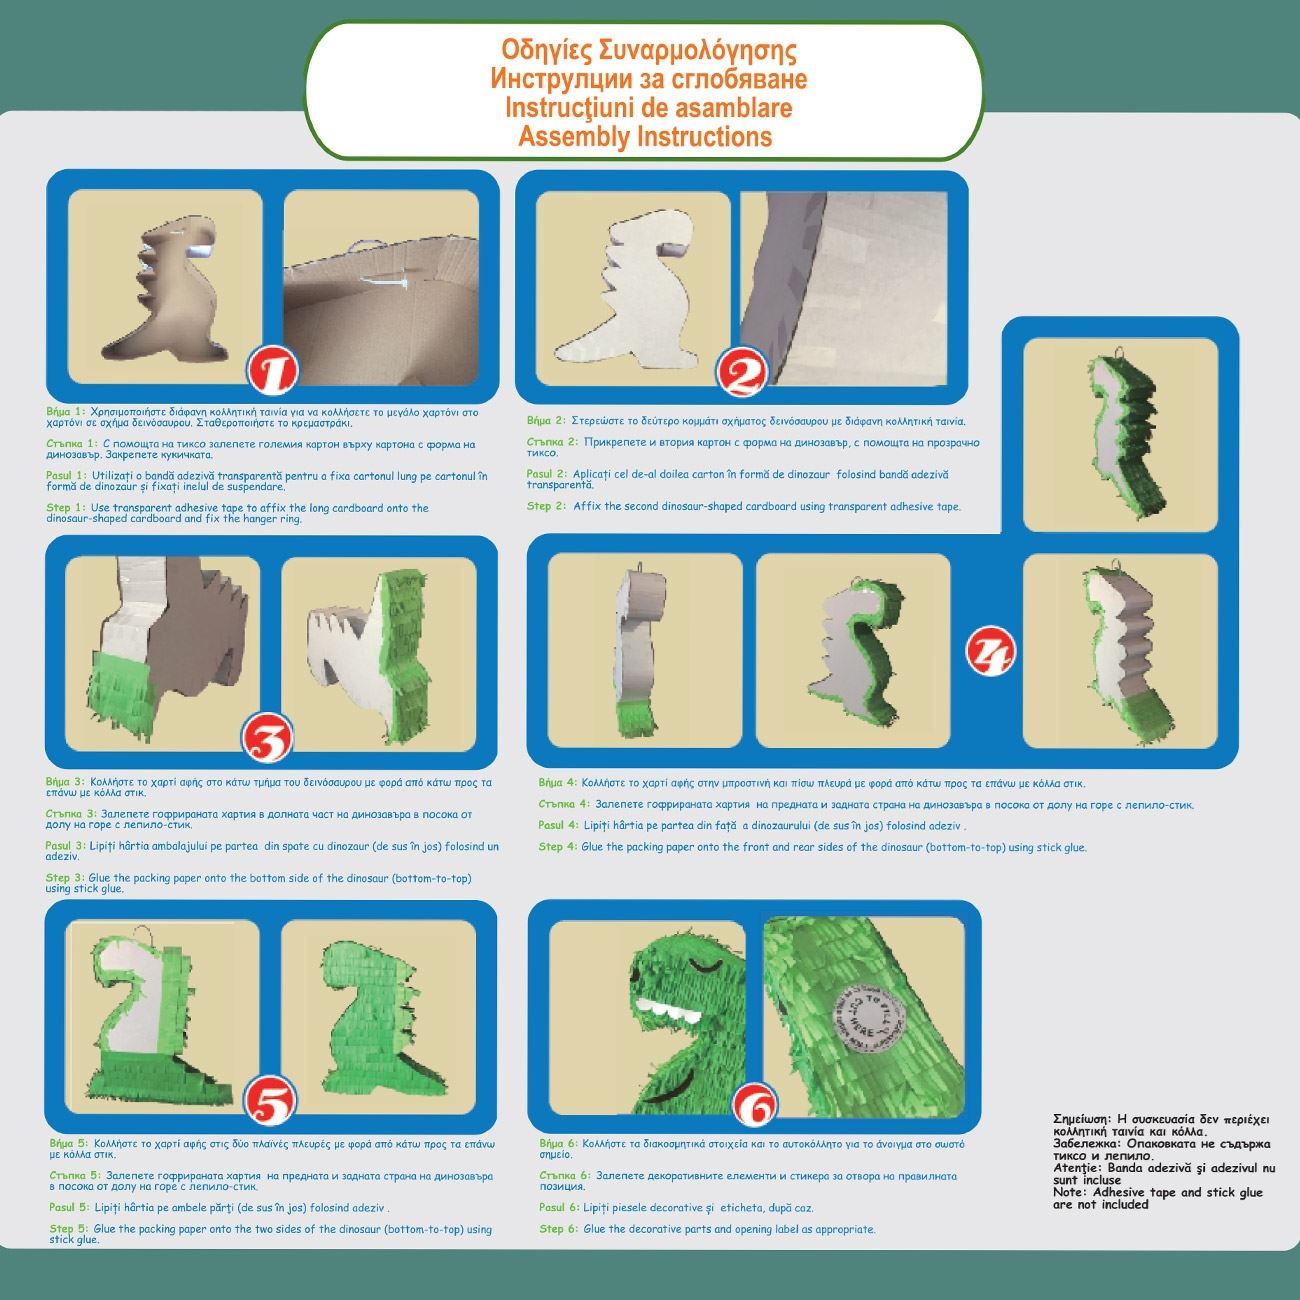 Οδηγίες Συναρμολόγησης
Инструлции за сглобяване
Instrucţiuni de asamblare
Assembly Instructions
1
Βήμα 1: Χρησιμοποιήστε διάφανη κολλητική ταινία για να κολλήσετε το μεγάλο χαρτόνι στο
χαρτόνι σε σχήμα δεινόσαυρου. Σταθεροποιήστε το κρεμαστράκι.
Стъпка 1: С помощта на тиксо залепете големия картон върху картона с форма на
динозавър. Закрепете кукичката.
Pasul 1: Utilizați o bandă adezivă transparentă pentru a fixa cartonul lung pe cartonul în
formă de dinozaur și fixați inelul de suspendare.
Step 1: Use transparent adhesive tape to affix the long cardboard onto the
dinosaur-shaped cardboard and fix the hanger ring.
2
Βήμα 2: Στερεώστε το δεύτερο κομμάτι σχήματος δεινόσαυρου με διάφανη κολλητική ταινία.
Стъпка 2: Прикрепете и втория картон с форма на динозавър, с помощта на прозрачно
тиксо.
Pasul 2: Aplicați cel de-al doilea carton în formă de dinozaur folosind bandă adezivă
transparentă.
Step 2: Affix the second dinosaur-shaped cardboard using transparent adhesive tape.
3
Βήμα 3: Κολλήστε το χαρτί αφής στο κάτω τμήμα του δεινόσαυρου με φορά από κάτω προς τα
επάνω με κόλλα στικ.
Стъпка 3: Залепете гофрираната хартия в долната част на динозавъра в посока от
долу на горе с лепило-стик.
Pasul 3: Lipiți hârtia ambalajului pe partea din spate cu dinozaur (de sus în jos) folosind un
adeziv.
Step 3: Glue the packing paper onto the bottom side of the dinosaur (bottom-to-top)
using stick glue.
4
Βήμα 4: Κολλήστε το χαρτί αφής στην μπροστινή και πίσω πλευρά με φορά από κάτω προς τα επάνω με κόλλα στικ.
Стъпка 4: Залепете гофрираната хартия на предната и задната страна на динозавъра в посока от долу на горе с лепило-стик.
Pasul 4: Lipiți hârtia pe partea din față a dinozaurului (de sus în jos) folosind adeziv .
Step 4: Glue the packing paper onto the front and rear sides of the dinosaur (bottom-to-top) using stick glue.
5
Βήμα 5: Κολλήστε το χαρτί αφής στις δύο πλαϊνές πλευρές με φορά από κάτω προς τα επάνω
με κόλλα στικ.
Стъпка 5: Залепете гофрираната хартия на предната и задната страна на динозавъра
в посока от долу на горе с лепило-стик.
Pasul 5: Lipiți hârtia pe ambele părţi (de sus în jos) folosind adeziv .
Step 5: Glue the packing paper onto the two sides of the dinosaur (bottom-to-top) using
stick glue.
CUT HERE
TO FILL
6
Βήμα 6: Κολλήστε τα διακοσμητικά στοιχεία και το αυτοκόλλητο για το άνοιγμα στο σωστό
σημείο.
Стъпка 6: Залепете декоративните елементи и стикера за отвора на правилната
позиция.
Pasul 6: Lipiți piesele decorative și eticheta, după caz.
Step 6: Glue the decorative parts and opening label as appropriate.
Σημείωση: Η συσκευασία δεν περιέχει
κολλητική ταινία και κόλλα.
Забележка: Опаковката не съдържа
тиксо и лепило.
Atenţie: Banda adezivă şi adezivul nu
sunt incluse
Note: Adhesive tape and stick glue
are not included